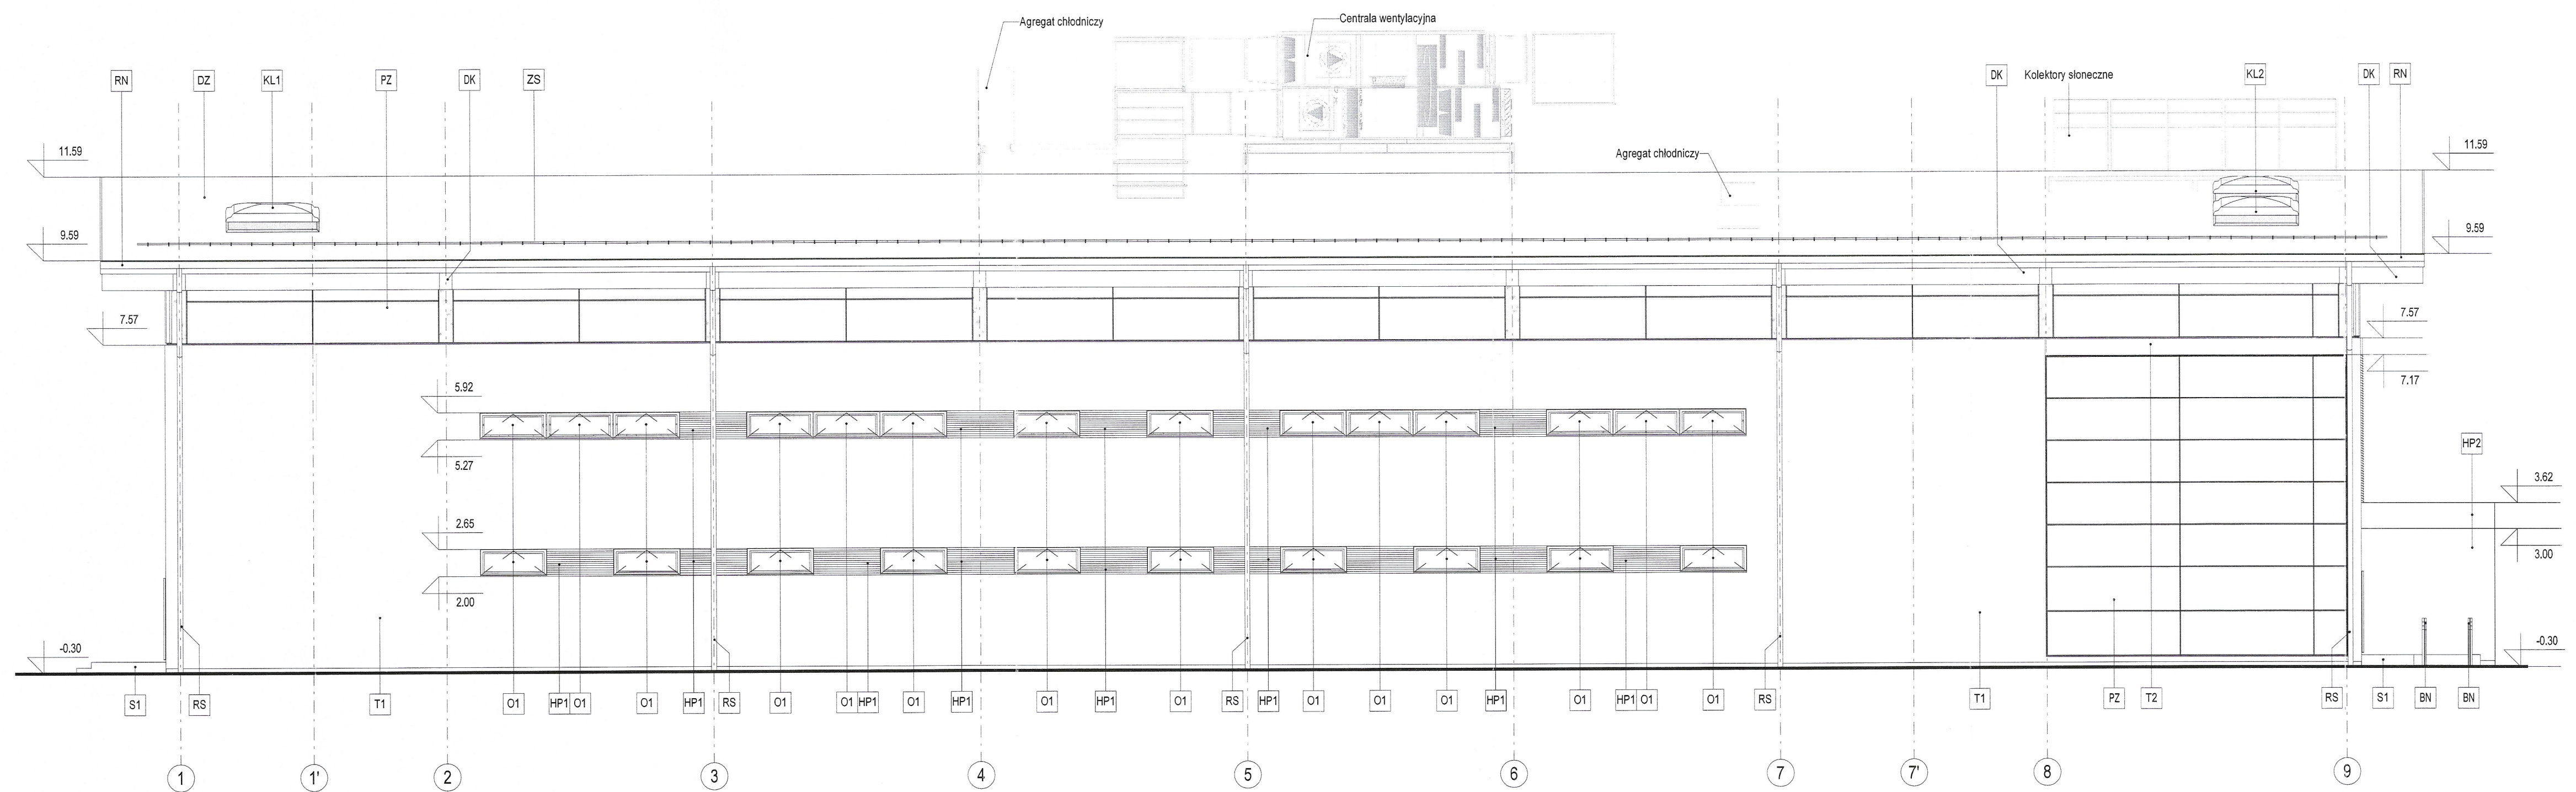 Agregat chłodniczy
Centrala wentylacyjna
RN DZ KL1 PZ DK ZS DK Kolektory słoneczne KL2 DK RN
11.59 Agregat chłodniczy 11.59
9.59 9.59
7.57 7.57
7.17
5.92
5.27
HP2
3.62
2.65
3.00
2.00
-0.30 -0.30
S1 RS T1 O1 HP1 O1 O1 HP1 RS O1 O1 HP1 O1 HP1 O1 HP1 O1 RS HP1 O1 O1 O1 HP1 O1 HP1 O1 O1 RS T1 PZ T2 RS S1 BN BN
1 1' 2 3 4 5 6 7 7' 8 9